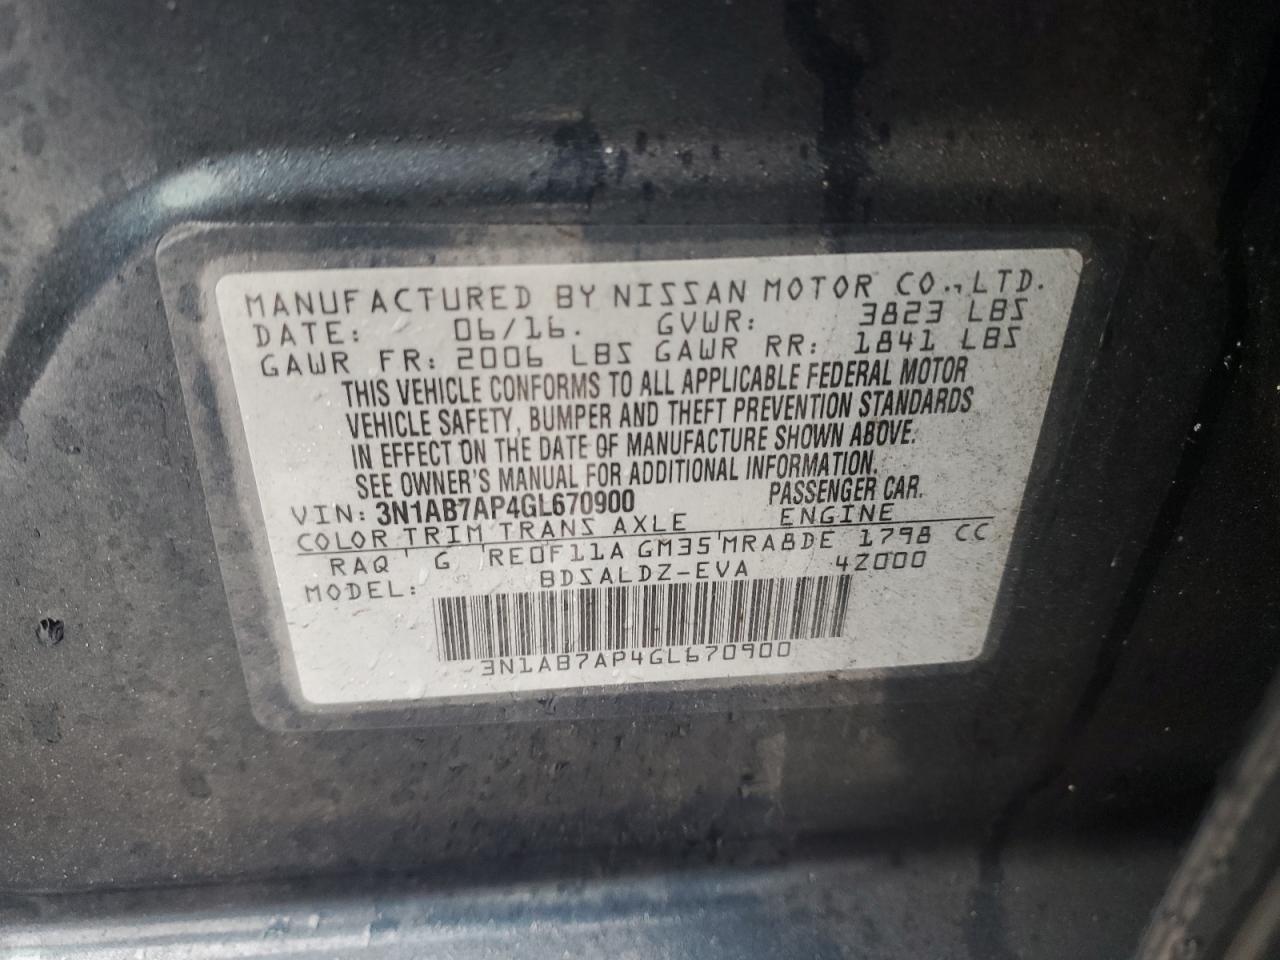 MANUFACTURED BY NISSAN MOTOR CO., LTD.
DATE: 06/16. GVWR: 3823 LBS
GAWR FR: 2006 LBS GAWR RR: 1841 LBS
THIS VEHICLE CONFORMS TO ALL APPLICABLE FEDERAL MOTOR
VEHICLE SAFETY, BUMPER AND THEFT PREVENTION STANDARDS
IN EFFECT ON THE DATE OF MANUFACTURE SHOWN ABOVE.
SEE OWNER'S MANUAL FOR ADDITIONAL INFORMATION.
VIN: 3N1AB7AP4GL670900 PASSENGER CAR.
COLOR TRIM TRANS AXLE ENGINE
RAQ G RE0F11A GM35 MRA8DE 1798 CC
MODEL: BDSALDZ-EVA 42000
3N1AB7AP4GL670900